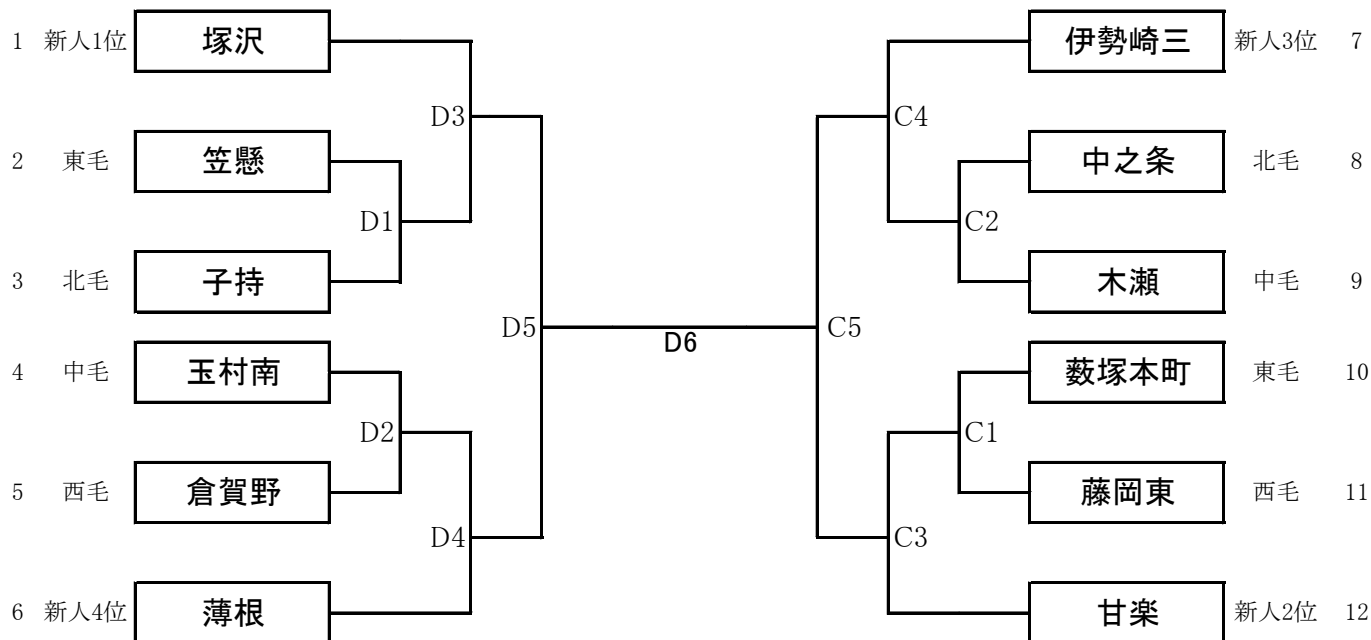 1 新人1位 塚沢
D3
2 東毛 笠懸
D1
3 北毛 子持
D5
4 中毛 玉村南
D2
5 西毛 倉賀野
D4
6 新人4位 薄根
D6
伊勢崎三 新人3位 7
C4
中之条 北毛 8
C2
木瀬 中毛 9
C5
薮塚本町 東毛 10
C1
藤岡東 西毛 11
C3
甘楽 新人2位 12